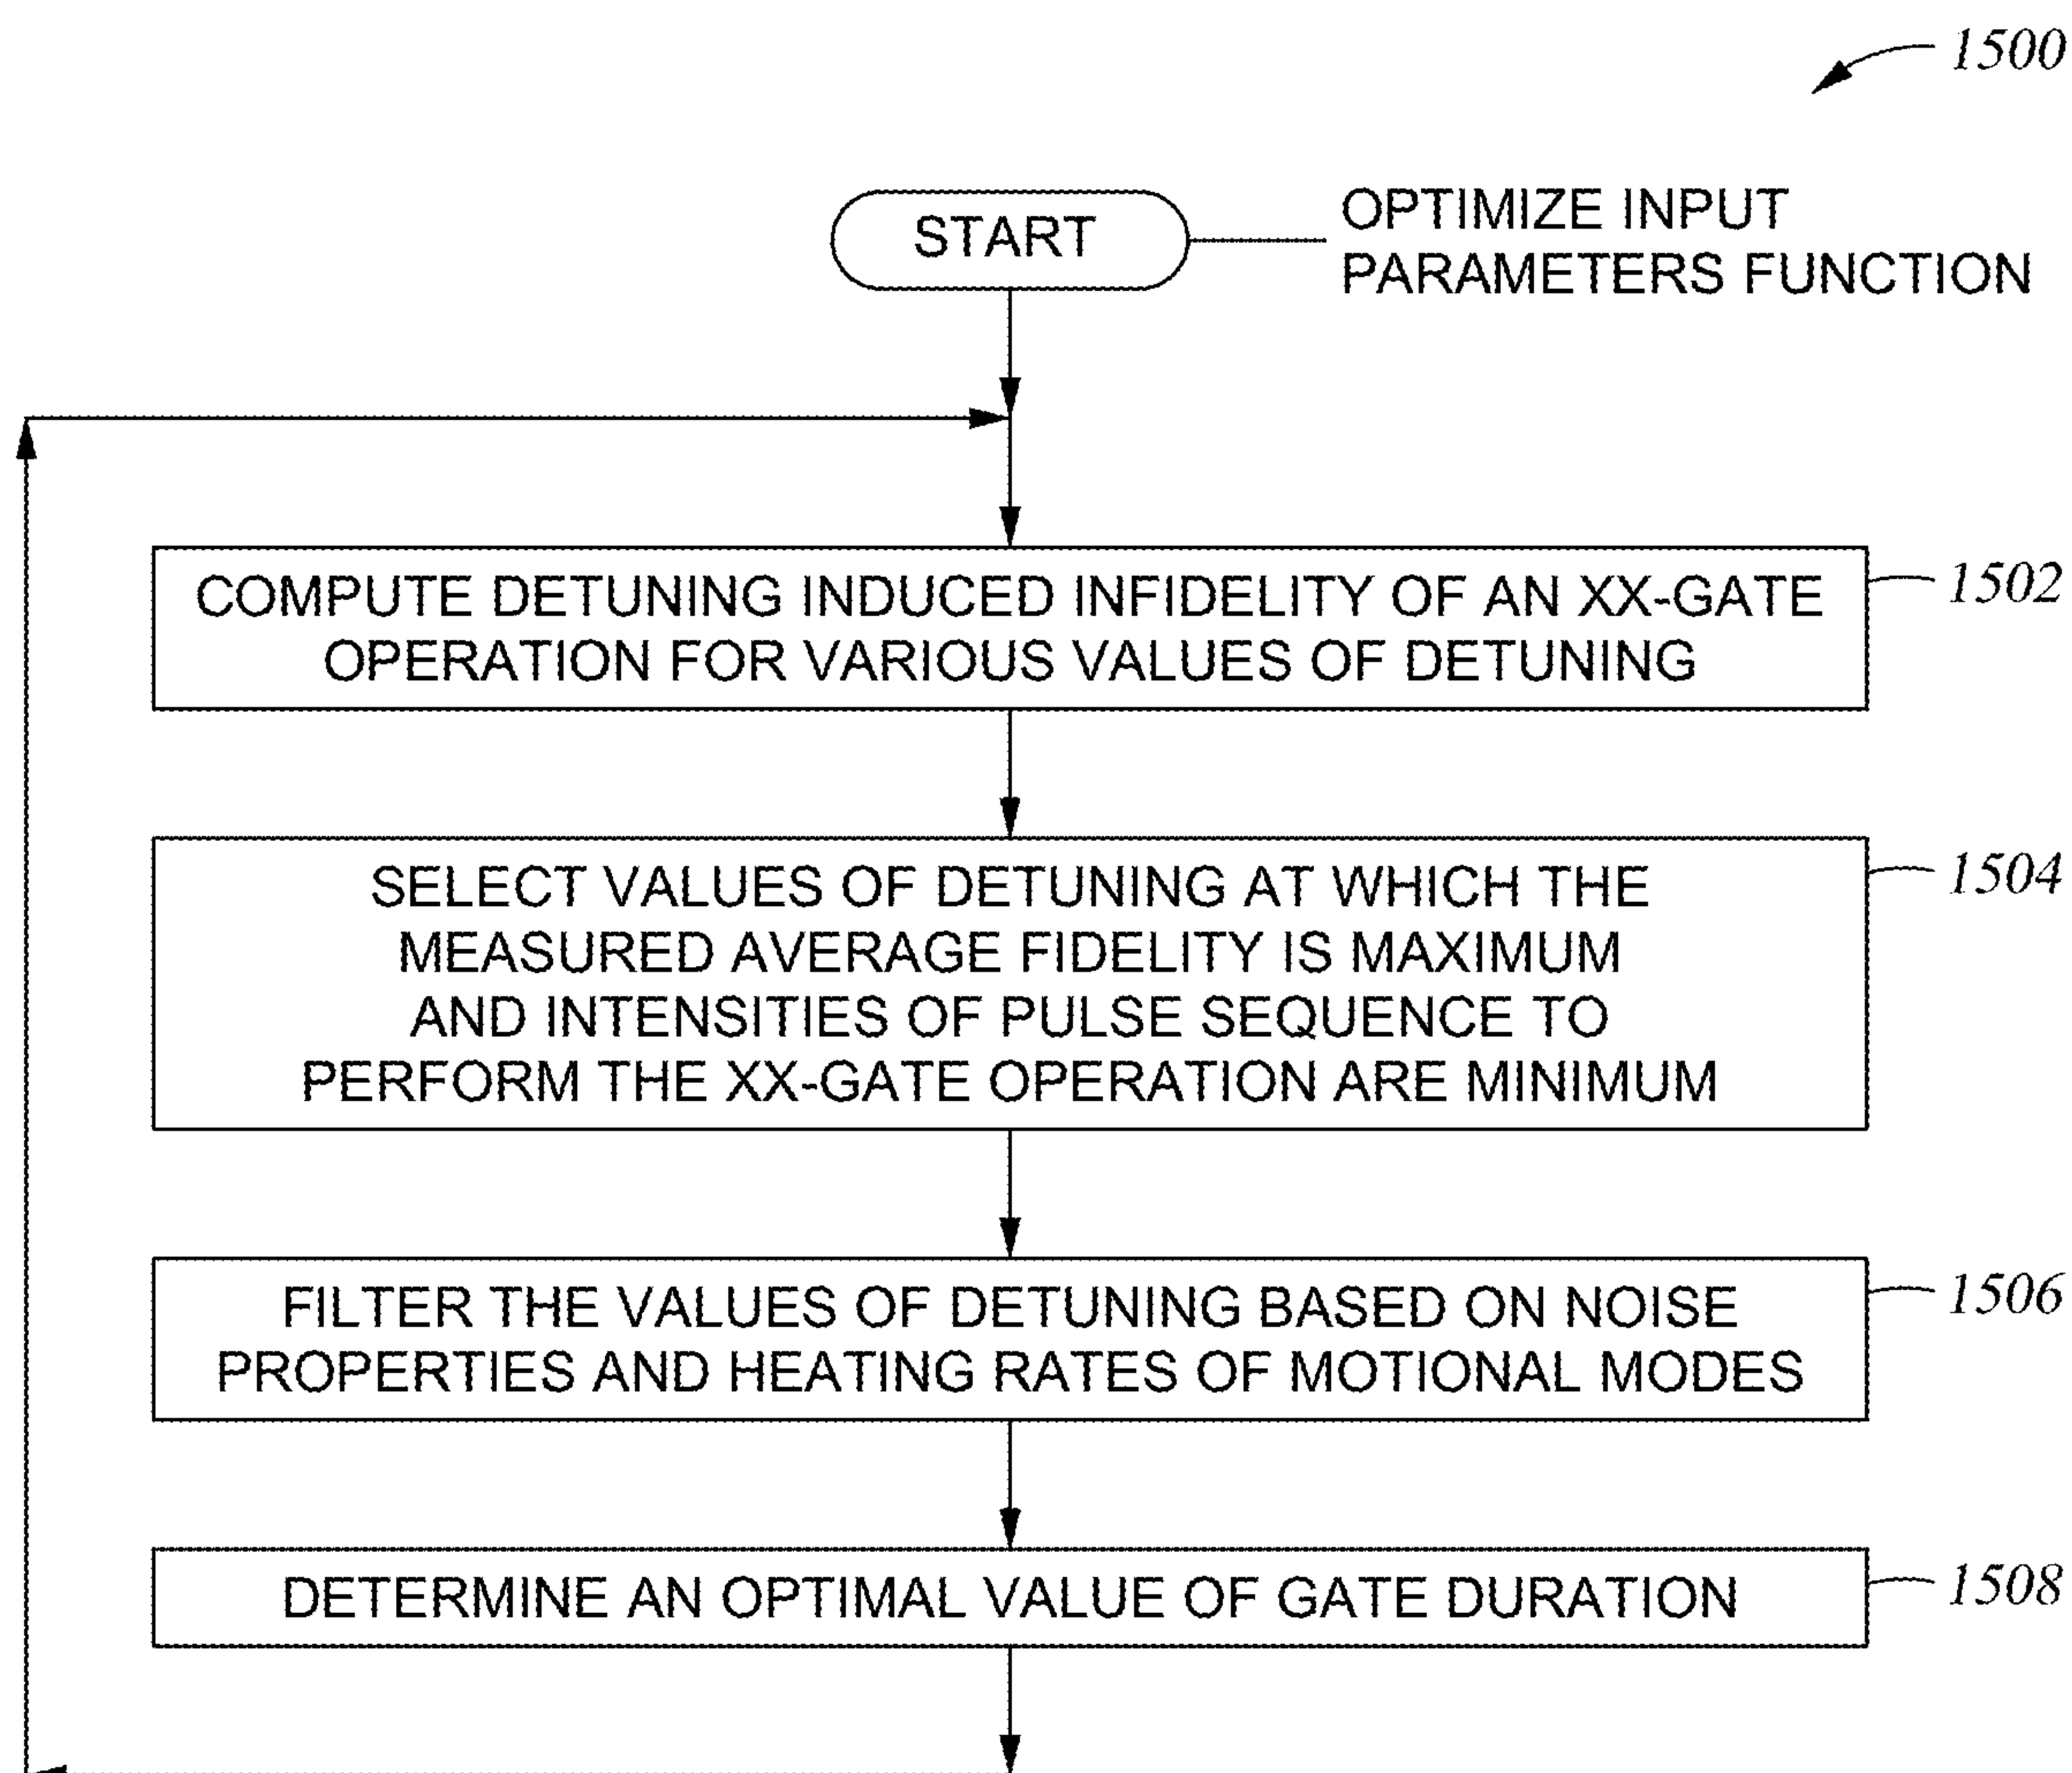 1500
START
OPTIMIZE INPUT
PARAMETERS FUNCTION
COMPUTE DETUNING INDUCED INFIDELITY OF AN XX-GATE
OPERATION FOR VARIOUS VALUES OF DETUNING
1502
SELECT VALUES OF DETUNING AT WHICH THE
MEASURED AVERAGE FIDELITY IS MAXIMUM
AND INTENSITIES OF PULSE SEQUENCE TO
PERFORM THE XX-GATE OPERATION ARE MINIMUM
1504
FILTER THE VALUES OF DETUNING BASED ON NOISE
PROPERTIES AND HEATING RATES OF MOTIONAL MODES
1506
DETERMINE AN OPTIMAL VALUE OF GATE DURATION
1508